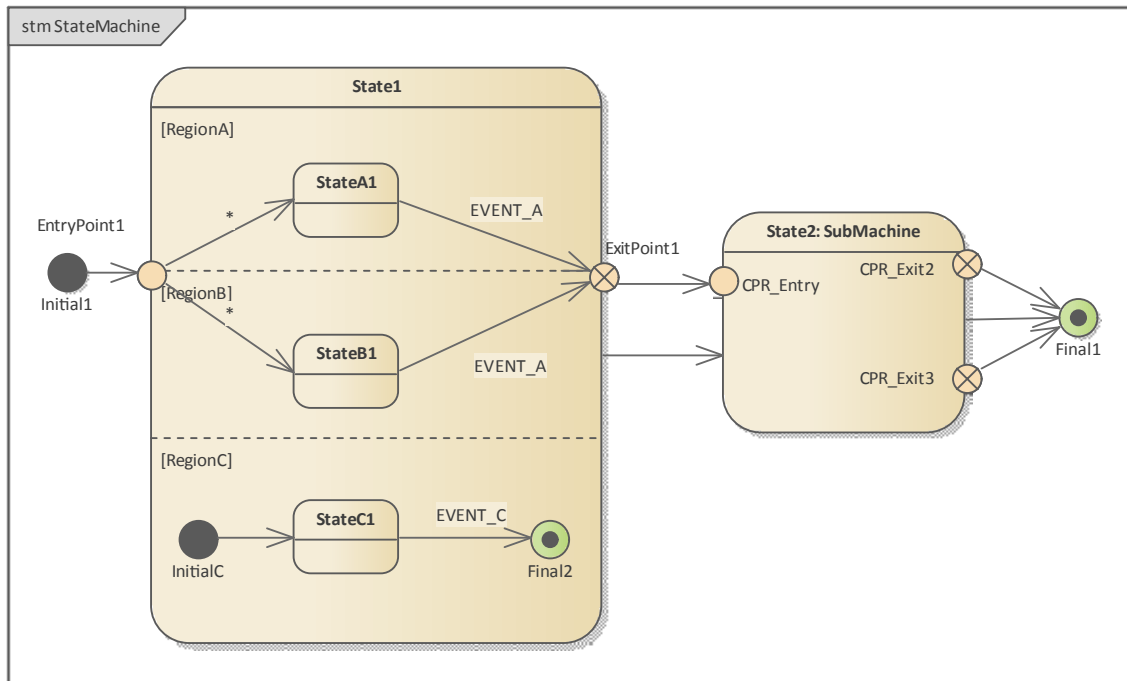 stm StateMachine
State1
[RegionA]
StateA1
EVENT_A
*
EntryPoint1
ExitPoint1
State2: SubMachine
CPR_Exit2
Initial1
[RegionB]
CPR_Entry
*
StateB1
EVENT_A
CPR_Exit3
Final1
[RegionC]
StateC1
EVENT_C
InitialC
Final2